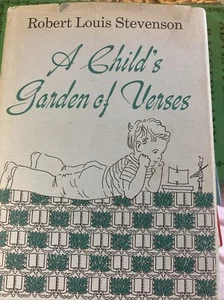 Robert Louis Stevenson
A Child's
Garden of Verses